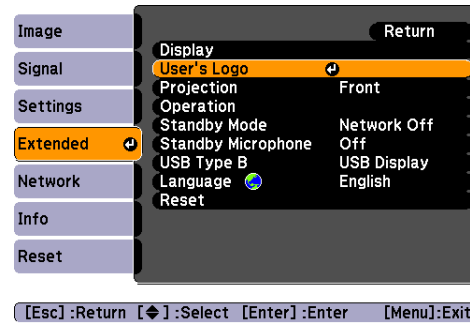 Image
Signal
Settings
Extended
Network
Info
Reset
Return
Display
User's Logo
Projection Front
Operation
Standby Mode Network Off
Standby Microphone Off
USB Type B USB Display
Language English
Reset
[Esc] :Return [ ] :Select [Enter] :Enter [Menu]:Exit